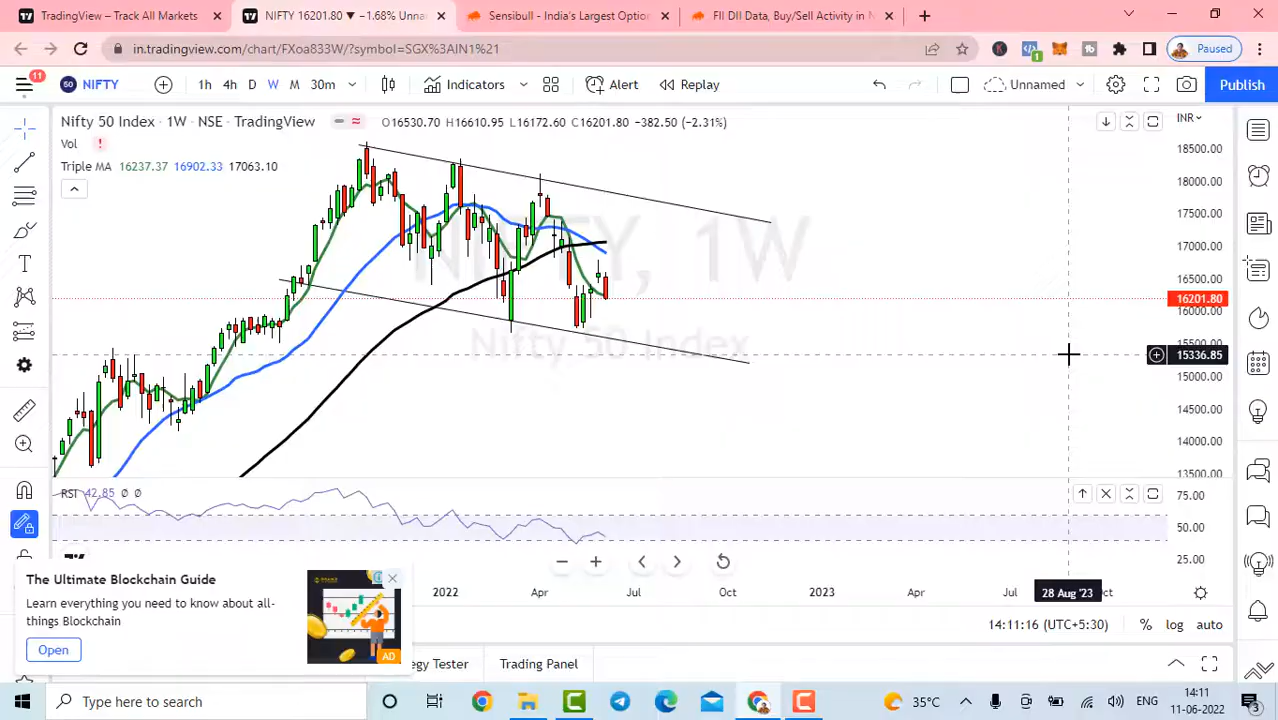 TradingView – Track All Markets
NIFTY 16201.80 ▼ −1.68% Unna
Sensibull - India's Largest Option
FII DII Data, Buy/Sell Activity in N
in.tradingview.com/chart/FXoa833W/?symbol=SGX%3AIN1%21
Paused
11
50 NIFTY 1h 4h D W M 30m Indicators Alert Replay Unnamed Publish
Nifty 50 Index · 1W · NSE · TradingView O16530.70 H16610.95 L16172.60 C16201.80 −382.50 (−2.31%)
INR
Vol
Triple MA 16237.37 16902.33 17063.10
NIFTY, 1W
Nifty 50 Index
18500.00
18000.00
17500.00
17000.00
16500.00
16201.80
16000.00
15336.85
15000.00
14500.00
14000.00
13500.00
RSI 42.85 Ø Ø
75.00
50.00
25.00
2022 Apr Jul Oct 2023 Apr Jul 28 Aug '23
14:11:16 (UTC+5:30) % log auto
The Ultimate Blockchain Guide
Learn everything you need to know about all-
things Blockchain
Open
AD
Tester
Trading Panel
Type here to search
35°C
ENG
14:11
11-06-2022
3